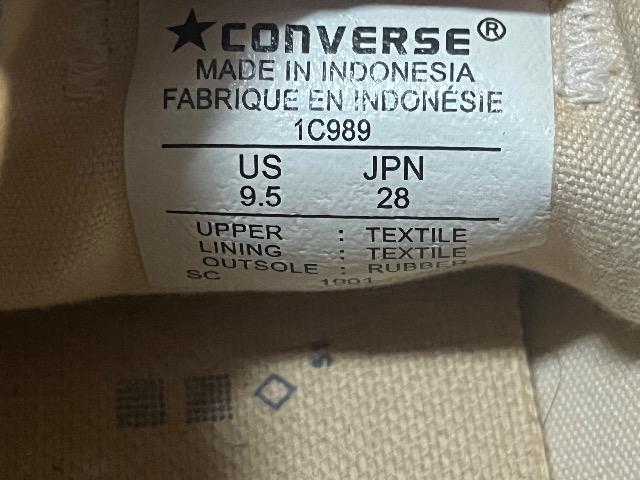 ★CONVERSE®
MADE IN INDONESIA
FABRIQUE EN INDONÉSIE
1C989
US JPN
9.5 28
UPPER : TEXTILE
LINING : TEXTILE
OUTSOLE : RUBBER
SC